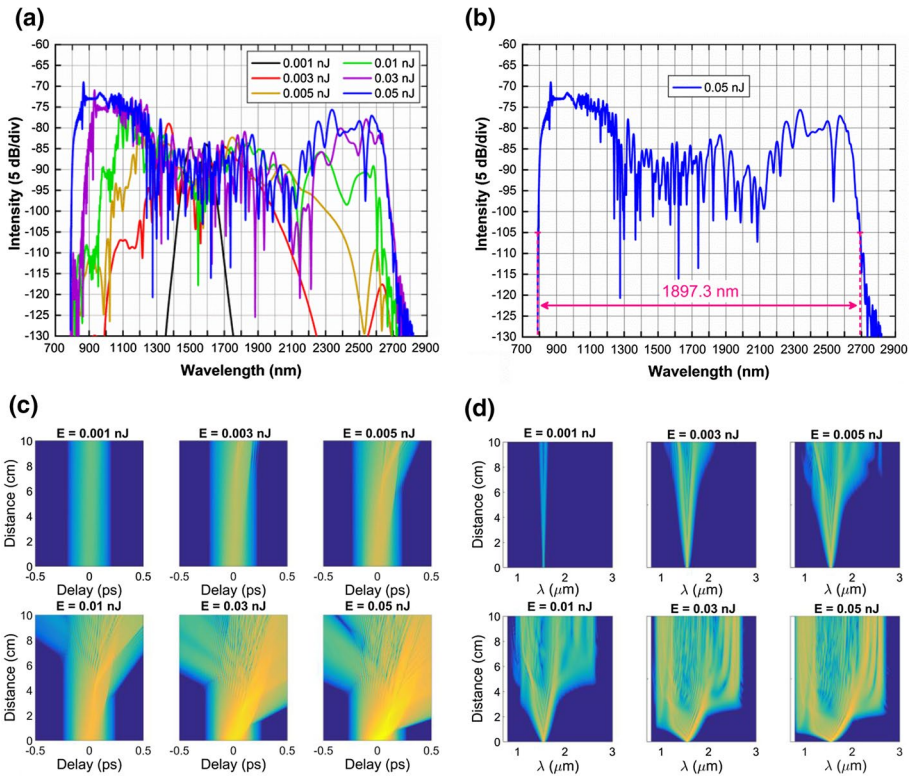 (a)
-60
-65
-70
-75
-80
-85
-90
-95
-100
-105
-110
-115
-120
-125
-130
Intensity (5 dB/div)
0.001 nJ 0.01 nJ
0.003 nJ 0.03 nJ
0.005 nJ 0.05 nJ
700 900 1100 1300 1500 1700 1900 2100 2300 2500 2700 2900
Wavelength (nm)
(b)
-60
-65
-70
-75
-80
-85
-90
-95
-100
-105
-110
-115
-120
-125
-130
Intensity (5 dB/div)
0.05 nJ
1897.3 nm
700 900 1100 1300 1500 1700 1900 2100 2300 2500 2700 2900
Wavelength (nm)
(c)
E = 0.001 nJ E = 0.003 nJ E = 0.005 nJ
10
8
6
4
2
0
Distance (cm)
-0.5 0 0.5 -0.5 0 0.5 -0.5 0 0.5
Delay (ps) Delay (ps) Delay (ps)
E = 0.01 nJ E = 0.03 nJ E = 0.05 nJ
10
8
6
4
2
0
Distance (cm)
-0.5 0 0.5 -0.5 0 0.5 -0.5 0 0.5
Delay (ps) Delay (ps) Delay (ps)
(d)
E = 0.001 nJ E = 0.003 nJ E = 0.005 nJ
10
8
6
4
2
0
Distance (cm)
1 2 3 1 2 3 1 2 3
λ (μm) λ (μm) λ (μm)
E = 0.01 nJ E = 0.03 nJ E = 0.05 nJ
10
8
6
4
2
0
Distance (cm)
1 2 3 1 2 3 1 2 3
λ (μm) λ (μm) λ (μm)